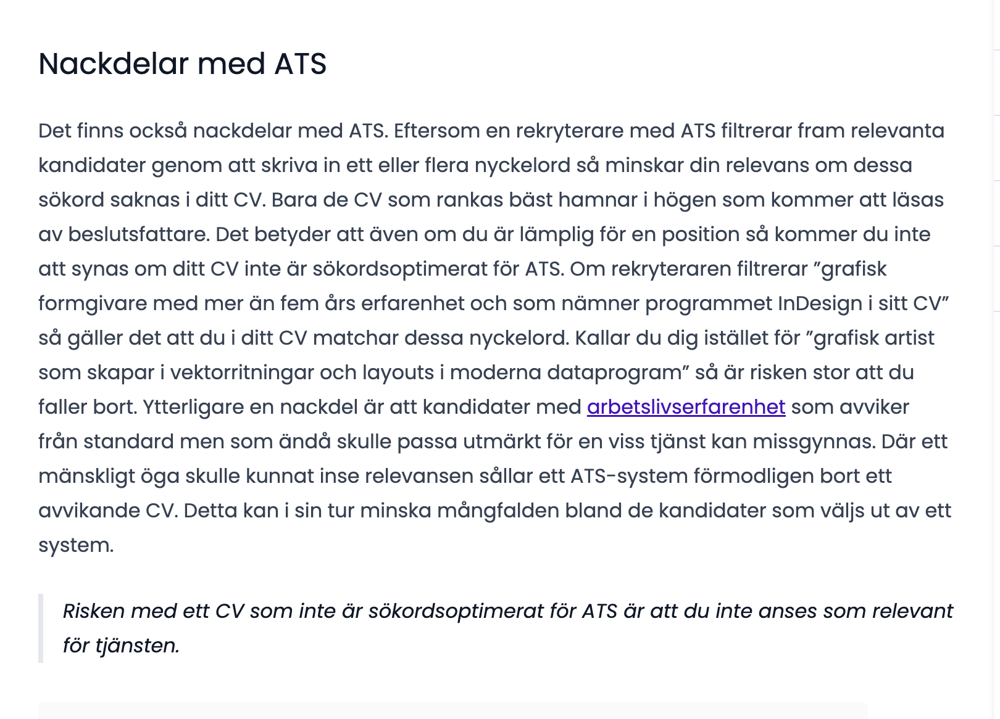 Nackdelar med ATS
Det finns också nackdelar med ATS. Eftersom en rekryterare med ATS filtrerar fram relevanta
kandidater genom att skriva in ett eller flera nyckelord så minskar din relevans om dessa
sökord saknas i ditt CV. Bara de CV som rankas bäst hamnar i högen som kommer att läsas
av beslutsfattare. Det betyder att även om du är lämplig för en position så kommer du inte
att synas om ditt CV inte är sökordsoptimerat för ATS. Om rekryteraren filtrerar ”grafisk
formgivare med mer än fem års erfarenhet och som nämner programmet InDesign i sitt CV”
så gäller det att du i ditt CV matchar dessa nyckelord. Kallar du dig istället för ”grafisk artist
som skapar i vektorritningar och layouts i moderna dataprogram” så är risken stor att du
faller bort. Ytterligare en nackdel är att kandidater med arbetslivserfarenhet som avviker
från standard men som ändå skulle passa utmärkt för en viss tjänst kan missgynnas. Där ett
mänskligt öga skulle kunnat inse relevansen sållar ett ATS-system förmodligen bort ett
avvikande CV. Detta kan i sin tur minska mångfalden bland de kandidater som väljs ut av ett
system.
Risken med ett CV som inte är sökordsoptimerat för ATS är att du inte anses som relevant
för tjänsten.